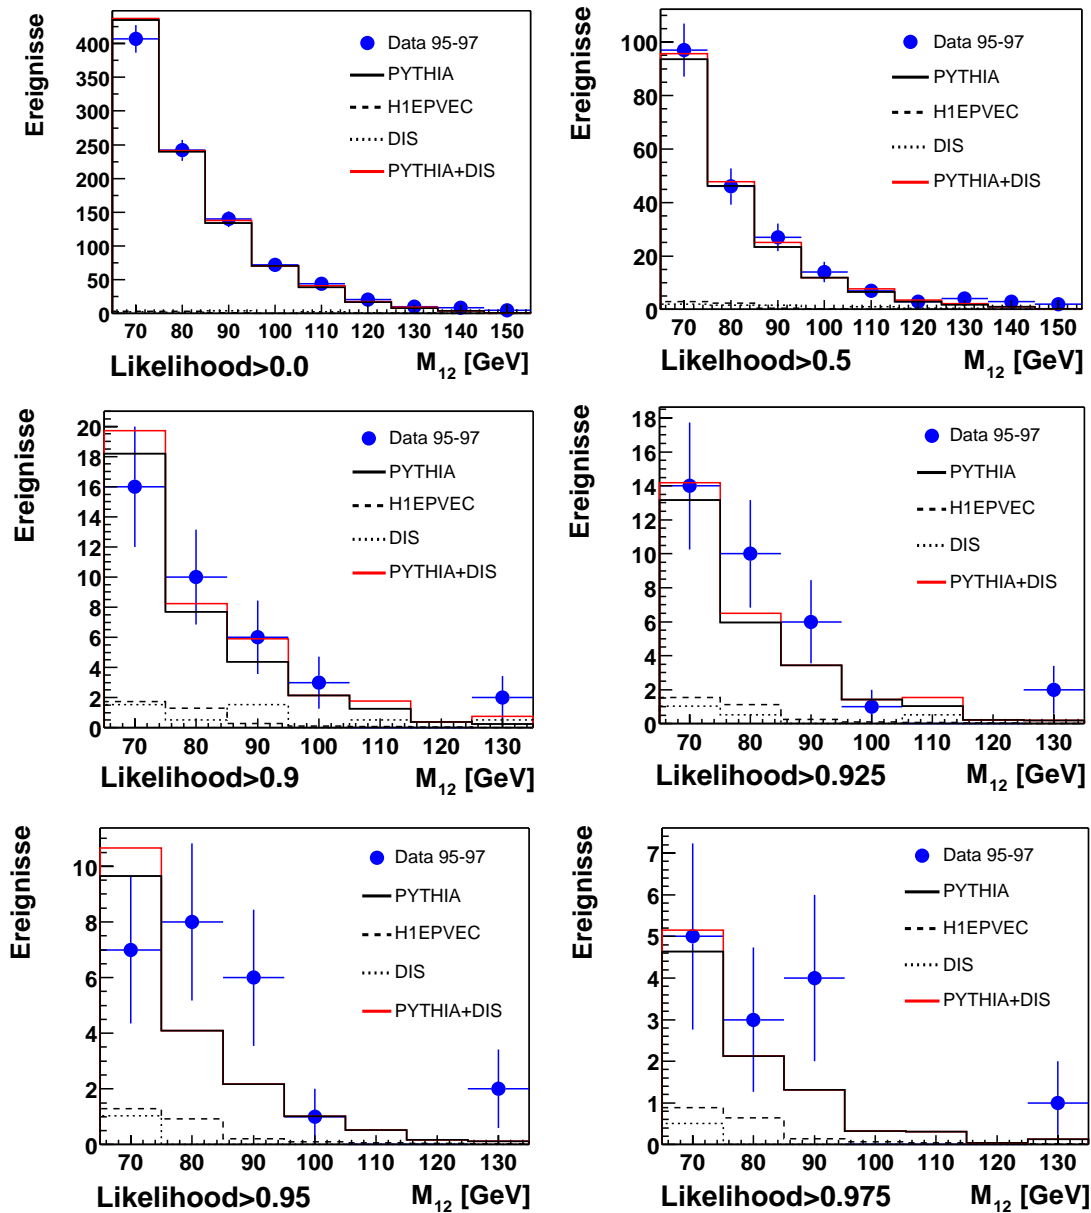 Ereignisse
400
350
300
250
200
150
100
50
0
Data 95-97
PYTHIA
H1EPVEC
DIS
PYTHIA+DIS
70 80 90 100 110 120 130 140 150
Likelihood>0.0 M12 [GeV]
Ereignisse
100
80
60
40
20
0
Data 95-97
PYTHIA
H1EPVEC
DIS
PYTHIA+DIS
70 80 90 100 110 120 130 140 150
Likelihood>0.5 M12 [GeV]
Ereignisse
20
18
16
14
12
10
8
6
4
2
0
Data 95-97
PYTHIA
H1EPVEC
DIS
PYTHIA+DIS
70 80 90 100 110 120 130
Likelihood>0.9 M12 [GeV]
Ereignisse
18
16
14
12
10
8
6
4
2
0
Data 95-97
PYTHIA
H1EPVEC
DIS
PYTHIA+DIS
70 80 90 100 110 120 130
Likelihood>0.925 M12 [GeV]
Ereignisse
10
8
6
4
2
0
Data 95-97
PYTHIA
H1EPVEC
DIS
PYTHIA+DIS
70 80 90 100 110 120 130
Likelihood>0.95 M12 [GeV]
Ereignisse
7
6
5
4
3
2
1
0
Data 95-97
PYTHIA
H1EPVEC
DIS
PYTHIA+DIS
70 80 90 100 110 120 130
Likelihood>0.975 M12 [GeV]